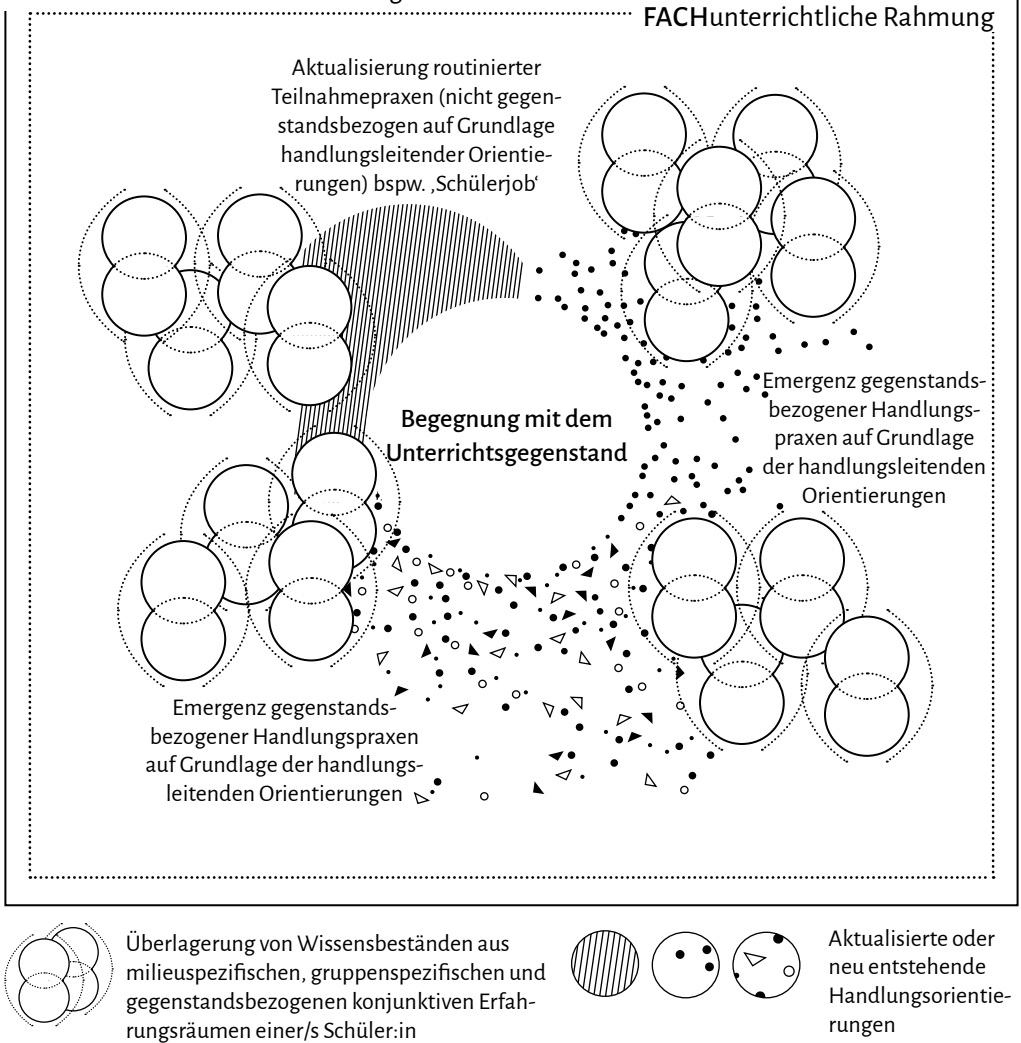 FACHunterrichtliche Rahmung
Aktualisierung routinierter
Teilnahmepraxen (nicht gegen-
standsbezogen auf Grundlage
handlungsleitender Orientie-
rungen) bspw. ‚Schülerjob‘
Begegnung mit dem
Unterrichtsgegenstand
Emergenz gegenstands-
bezogener Handlungs-
praxen auf Grundlage
der handlungsleitenden
Orientierungen
Emergenz gegenstands-
bezogener Handlungspraxen
auf Grundlage der handlungs-
leitenden Orientierungen
Überlagerung von Wissensbeständen aus
milieuspezifischen, gruppenspezifischen und
gegenstandsbezogenen konjunktiven Erfah-
rungsräumen einer/s Schüler:in
Aktualisierte oder
neu entstehende
Handlungsorientie-
rungen